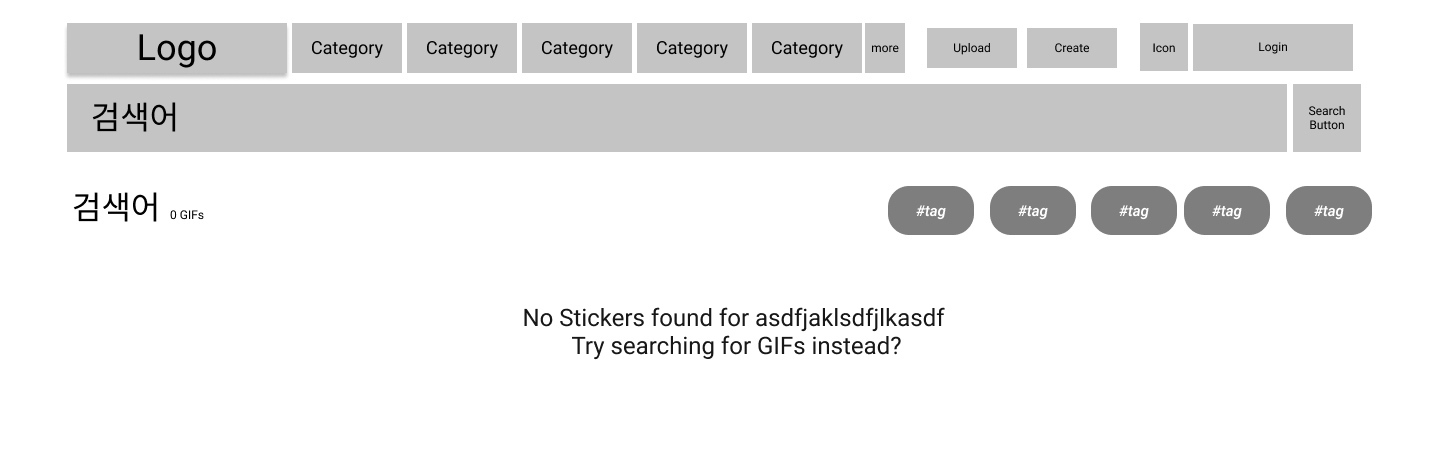 Logo Category Category Category Category Category more Upload Create Icon Login
검색어 Search
Button
검색어 0 GIFs #tag #tag #tag #tag #tag
No Stickers found for asdfjaklsdfjlkasdf
Try searching for GIFs instead?